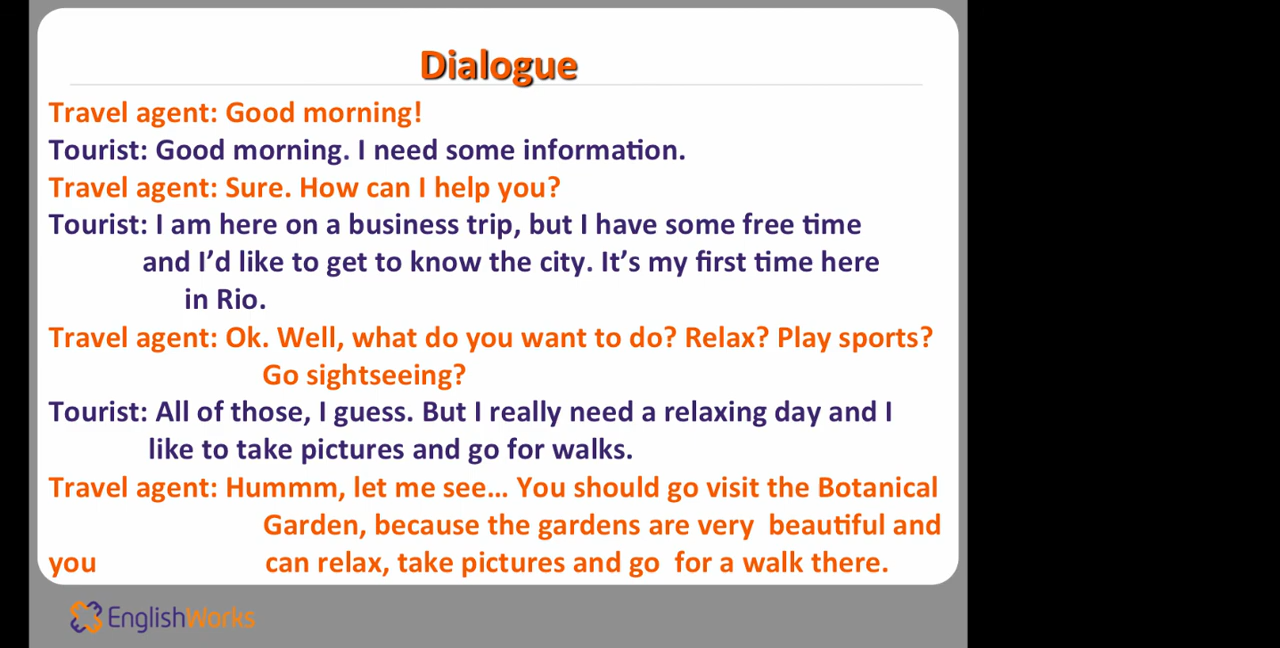 Dialogue
Travel agent: Good morning!
Tourist: Good morning. I need some information.
Travel agent: Sure. How can I help you?
Tourist: I am here on a business trip, but I have some free time
and I’d like to get to know the city. It’s my first time here
in Rio.
Travel agent: Ok. Well, what do you want to do? Relax? Play sports?
Go sightseeing?
Tourist: All of those, I guess. But I really need a relaxing day and I
like to take pictures and go for walks.
Travel agent: Hummm, let me see... You should go visit the Botanical
Garden, because the gardens are very beautiful and
you can relax, take pictures and go for a walk there.
EnglishWorks